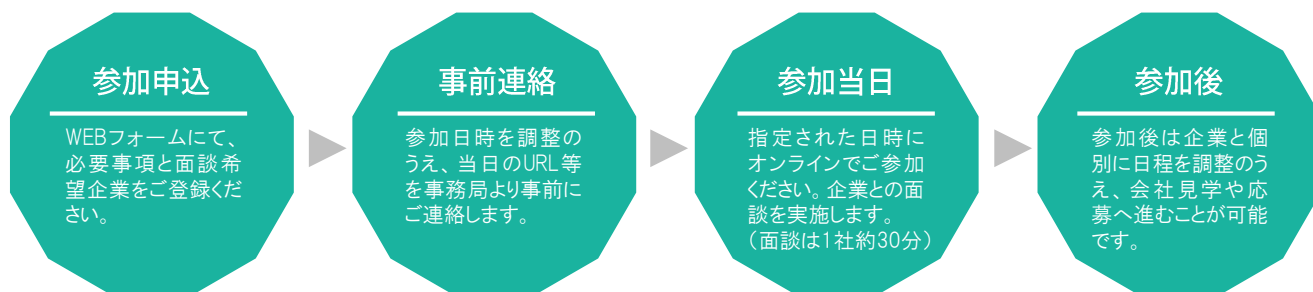 参加申込
WEBフォームにて、
必要事項と面談希
望企業をご登録くだ
さい。
事前連絡
参加日時を調整の
うえ、当日のURL等
を事務局より事前に
ご連絡します。
参加当日
指定された日時に
オンラインでご参加
ください。企業との面
談を実施します。
（面談は1社約30分）
参加後
参加後は企業と個
別に日程を調整のう
え、会社見学や応
募へ進むことが可能
です。